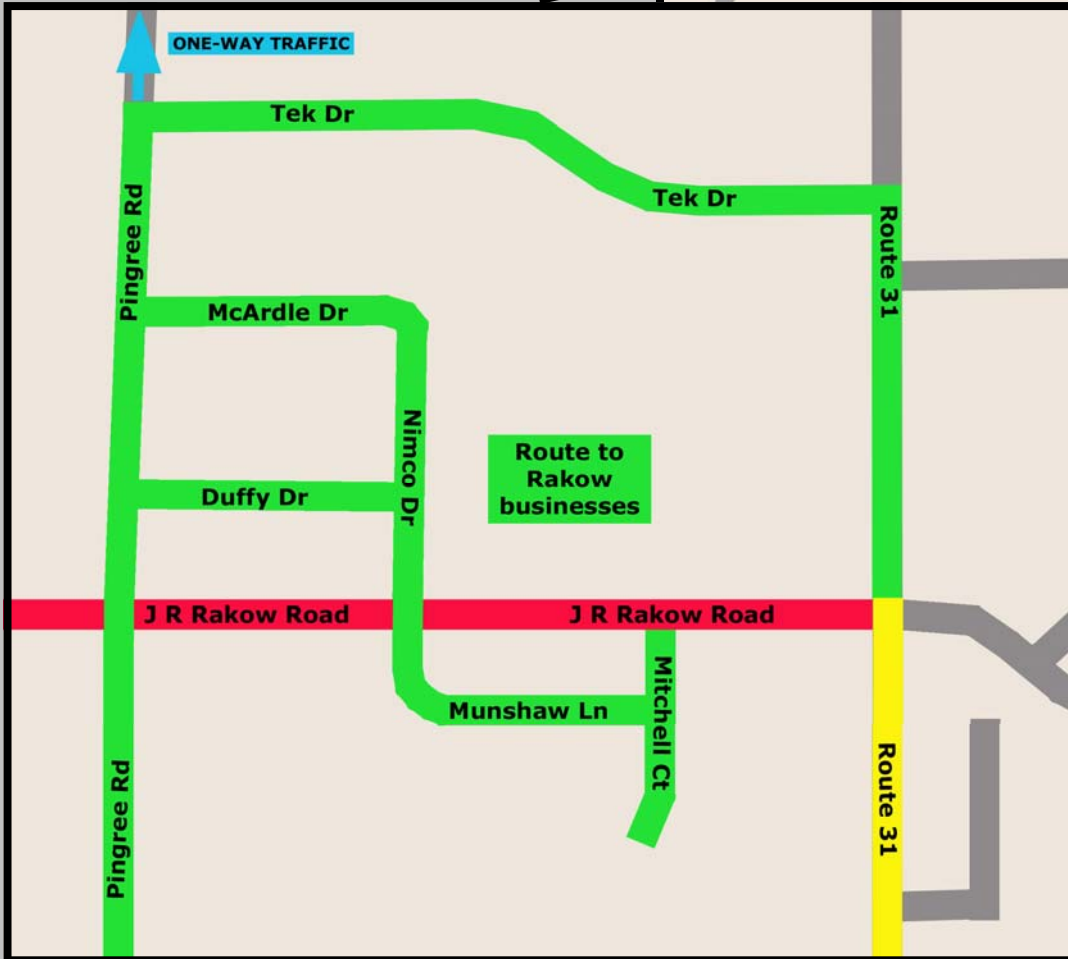 ONE-WAY TRAFFIC
Tek Dr
Tek Dr
Pingree Rd
Route 31
McArdle Dr
Nimco Dr
Route to
Rakow
businesses
Duffy Dr
J R Rakow Road
J R Rakow Road
Mitchell Ct
Munshaw Ln
Route 31
Pingree Rd